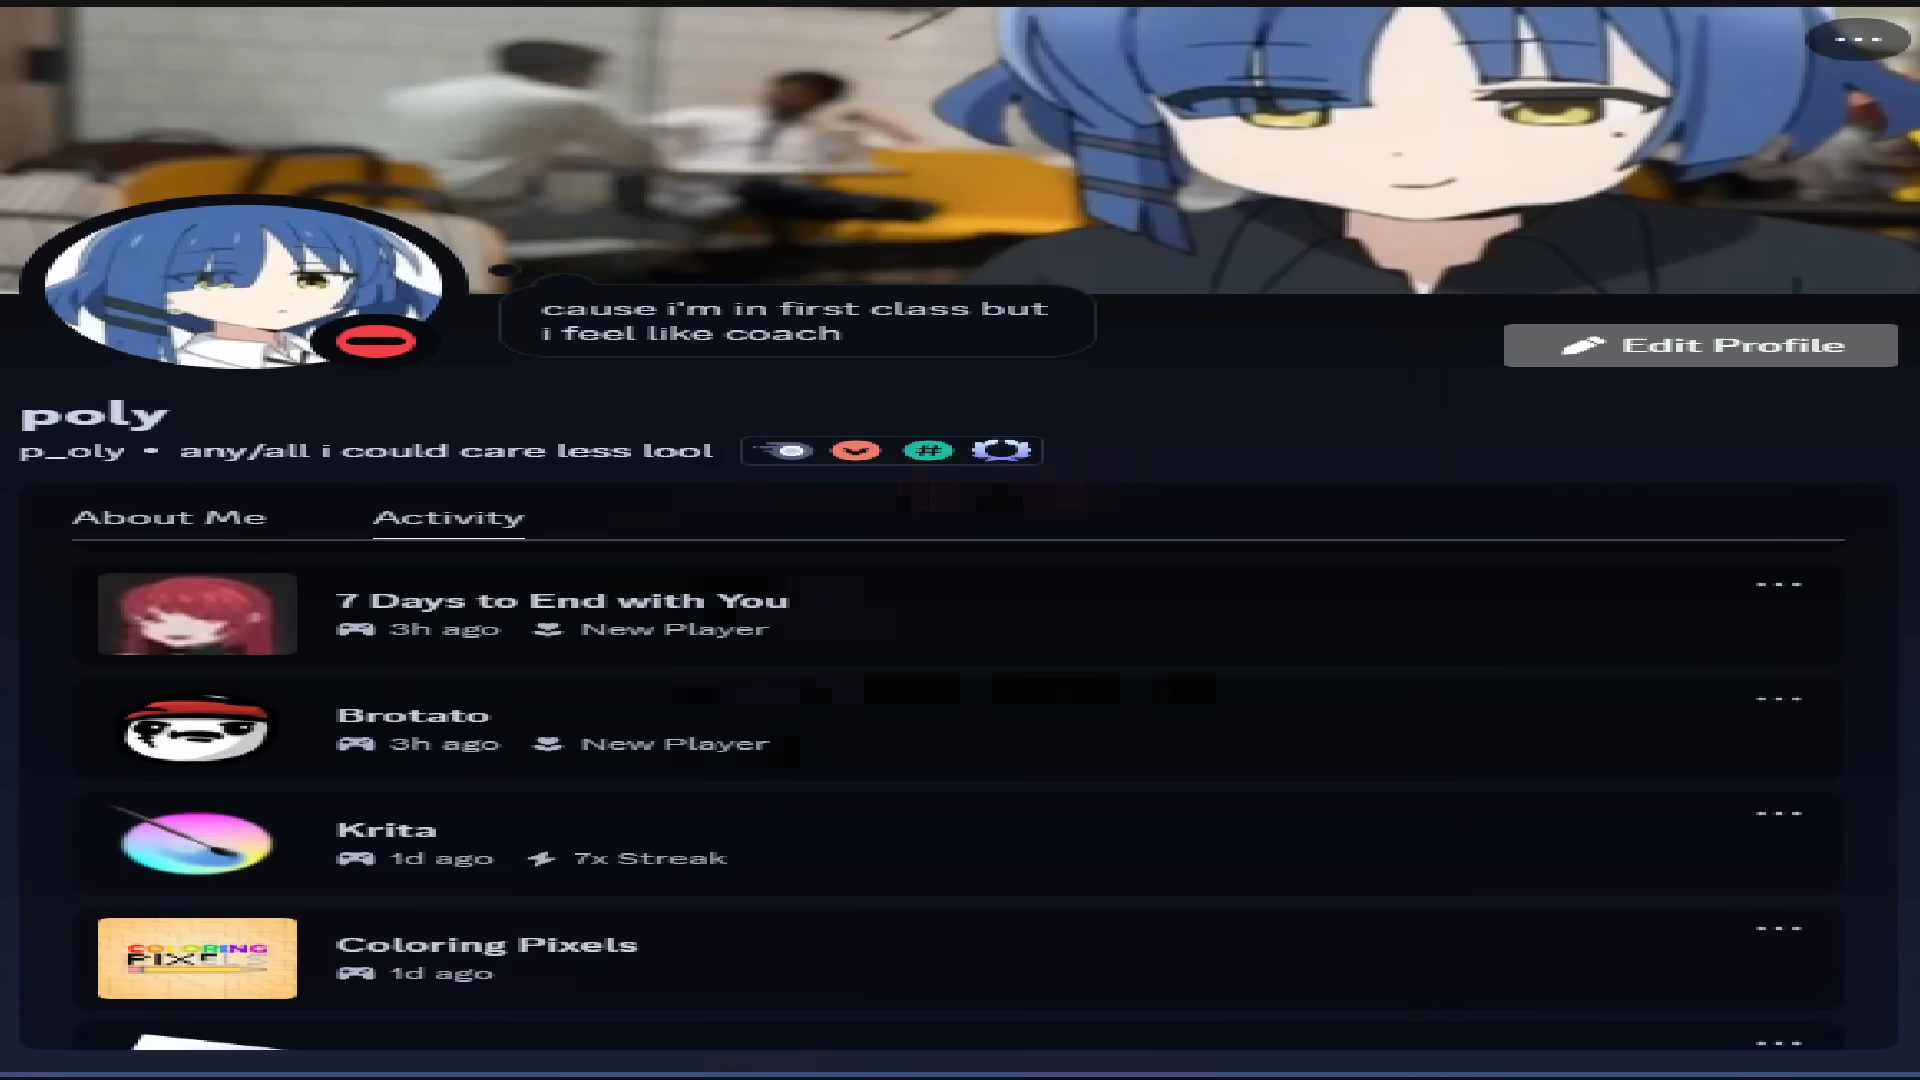 cause i'm in first class but
i feel like coach
Edit Profile
poly
p_oly • any/all i could care less lool
About Me
Activity
7 Days to End with You
3h ago New Player
Brotato
3h ago New Player
Krita
1d ago 7x Streak
COLORING
PIXELS
Coloring Pixels
1d ago